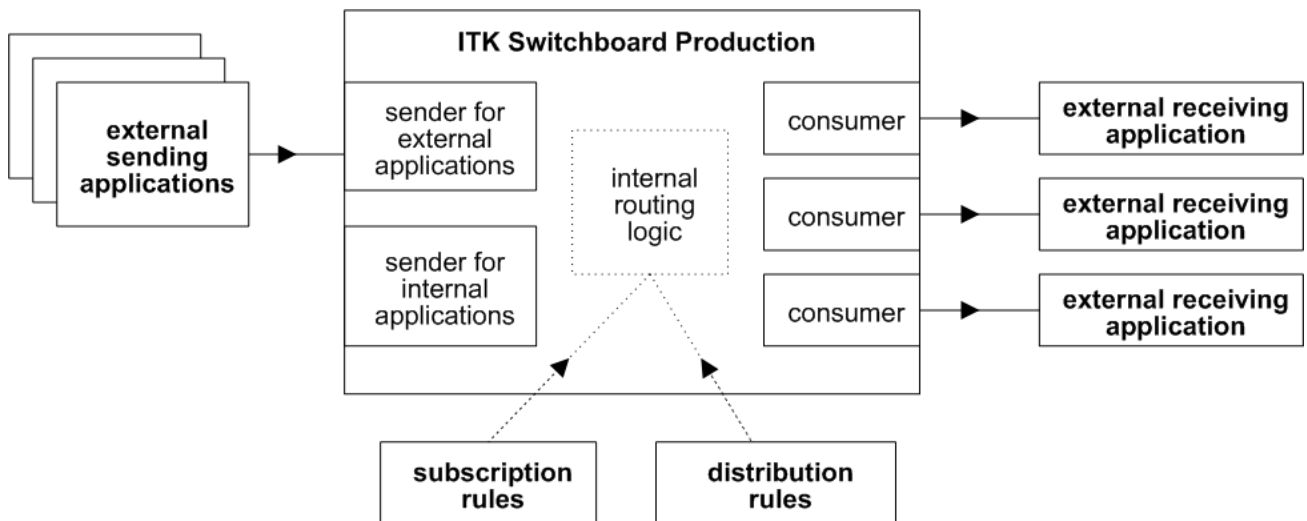 ITK Switchboard Production
external
sending
applications
sender for
external
applications
sender for
internal
applications
internal
routing
logic
consumer
consumer
consumer
external receiving
application
external receiving
application
external receiving
application
subscription
rules
distribution
rules